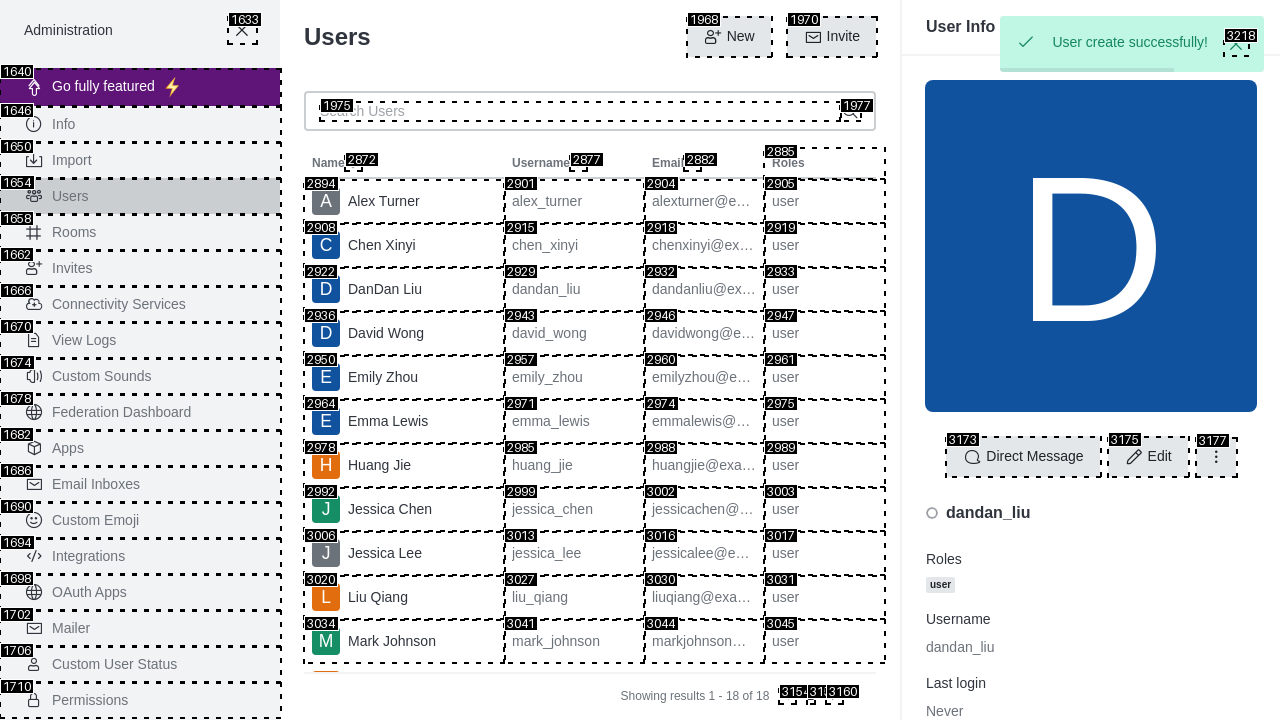 Administration
1633
1640
Go fully featured ⚡
1646
Info
1650
Import
1654
Users
1658
Rooms
1662
Invites
1666
Connectivity Services
1670
View Logs
1674
Custom Sounds
1678
Federation Dashboard
1682
Apps
1686
Email Inboxes
1690
Custom Emoji
1694
Integrations
1698
OAuth Apps
1702
Mailer
1706
Custom User Status
1710
Permissions
Users
1968
New
1970
Invite
1975
Search Users
1977
Name 2872 Username 2877 Email 2882 2885 Roles
2894 2901 2904 2905
A Alex Turner alex_turner alexturner@e… user
2908 2915 2918 2919
C Chen Xinyi chen_xinyi chenxinyi@ex… user
2922 2929 2932 2933
D DanDan Liu dandan_liu dandanliu@ex… user
2936 2943 2946 2947
D David Wong david_wong davidwong@e… user
2950 2957 2960 2961
E Emily Zhou emily_zhou emilyzhou@e… user
2964 2971 2974 2975
E Emma Lewis emma_lewis emmalewis@… user
2978 2985 2988 2989
H Huang Jie huang_jie huangjie@exa… user
2992 2999 3002 3003
J Jessica Chen jessica_chen jessicachen@… user
3006 3013 3016 3017
J Jessica Lee jessica_lee jessicalee@e… user
3020 3027 3030 3031
L Liu Qiang liu_qiang liuqiang@exa… user
3034 3041 3044 3045
M Mark Johnson mark_johnson markjohnson… user
Showing results 1 - 18 of 18
3154
3160
User Info
User create successfully!
3218
D
3173
Direct Message
3175
Edit
3177
dandan_liu
Roles
user
Username
dandan_liu
Last login
Never